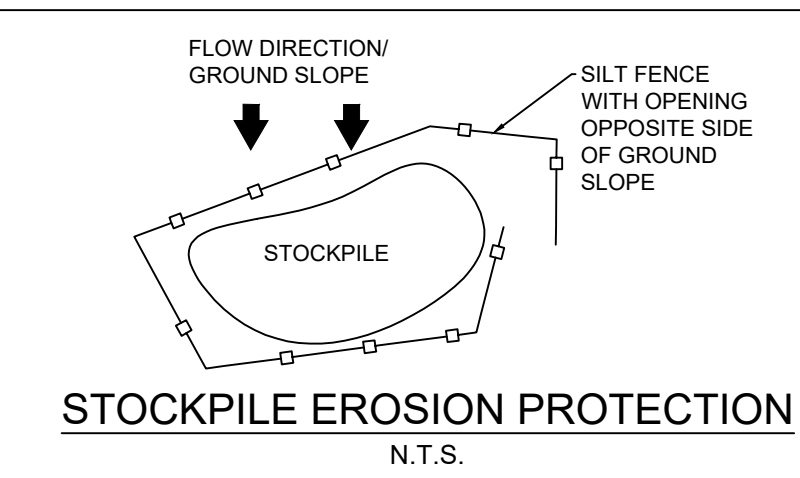 FLOW DIRECTION/
GROUND SLOPE
SILT FENCE
WITH OPENING
OPPOSITE SIDE
OF GROUND
SLOPE
STOCKPILE
STOCKPILE EROSION PROTECTION
N.T.S.